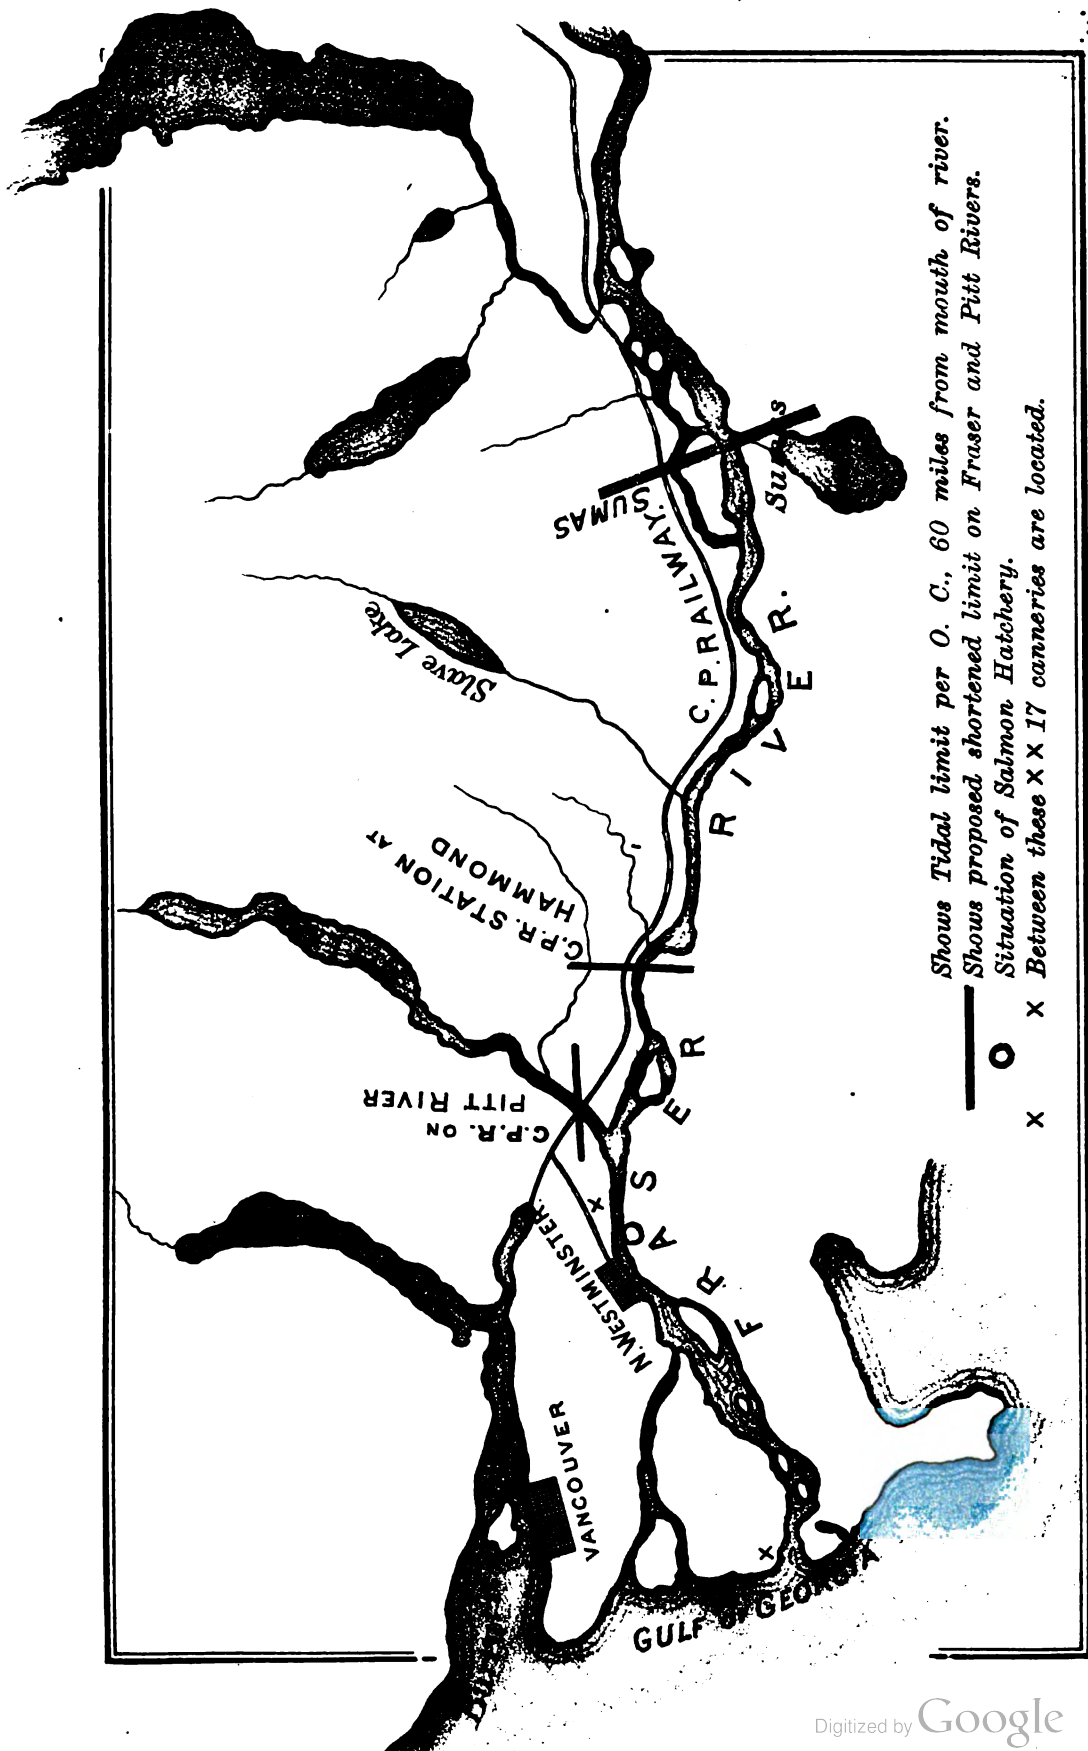 Shows Tidal limit per O. C., 60 miles from mouth of river.
Shows proposed shortened limit on Fraser and Pitt Rivers.
O Situation of Salmon Hatchery.
x x Between these x x 17 canneries are located.
VANCOUVER
N. WESTMINSTER.
C.P.R. ON
PITT RIVER
C.P.R. STATION AT
HAMMOND
Slave Lake
C.P. RAILWAY.
SUMAS
Sumas
FRASER RIVER.
GULF OF GEORGIA
x
x
Digitized by Google